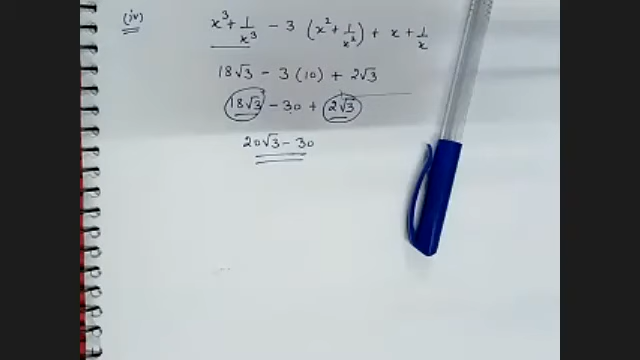 (iv) x³ + 1/x³ - 3 (x² + 1/x²) + x + 1/x
18√3 - 3 (10) + 2√3
18√3 - 30 + 2√3
20√3 - 30